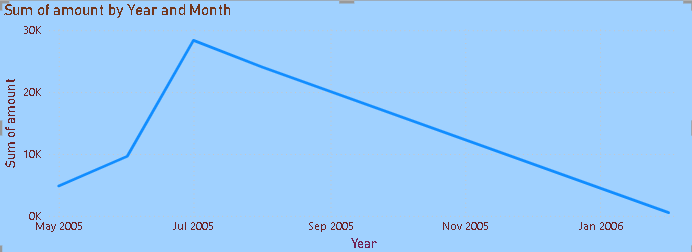 Sum of amount by Year and Month
Sum of amount
30K
20K
10K
0K
May 2005 Jul 2005 Sep 2005 Nov 2005 Jan 2006
Year